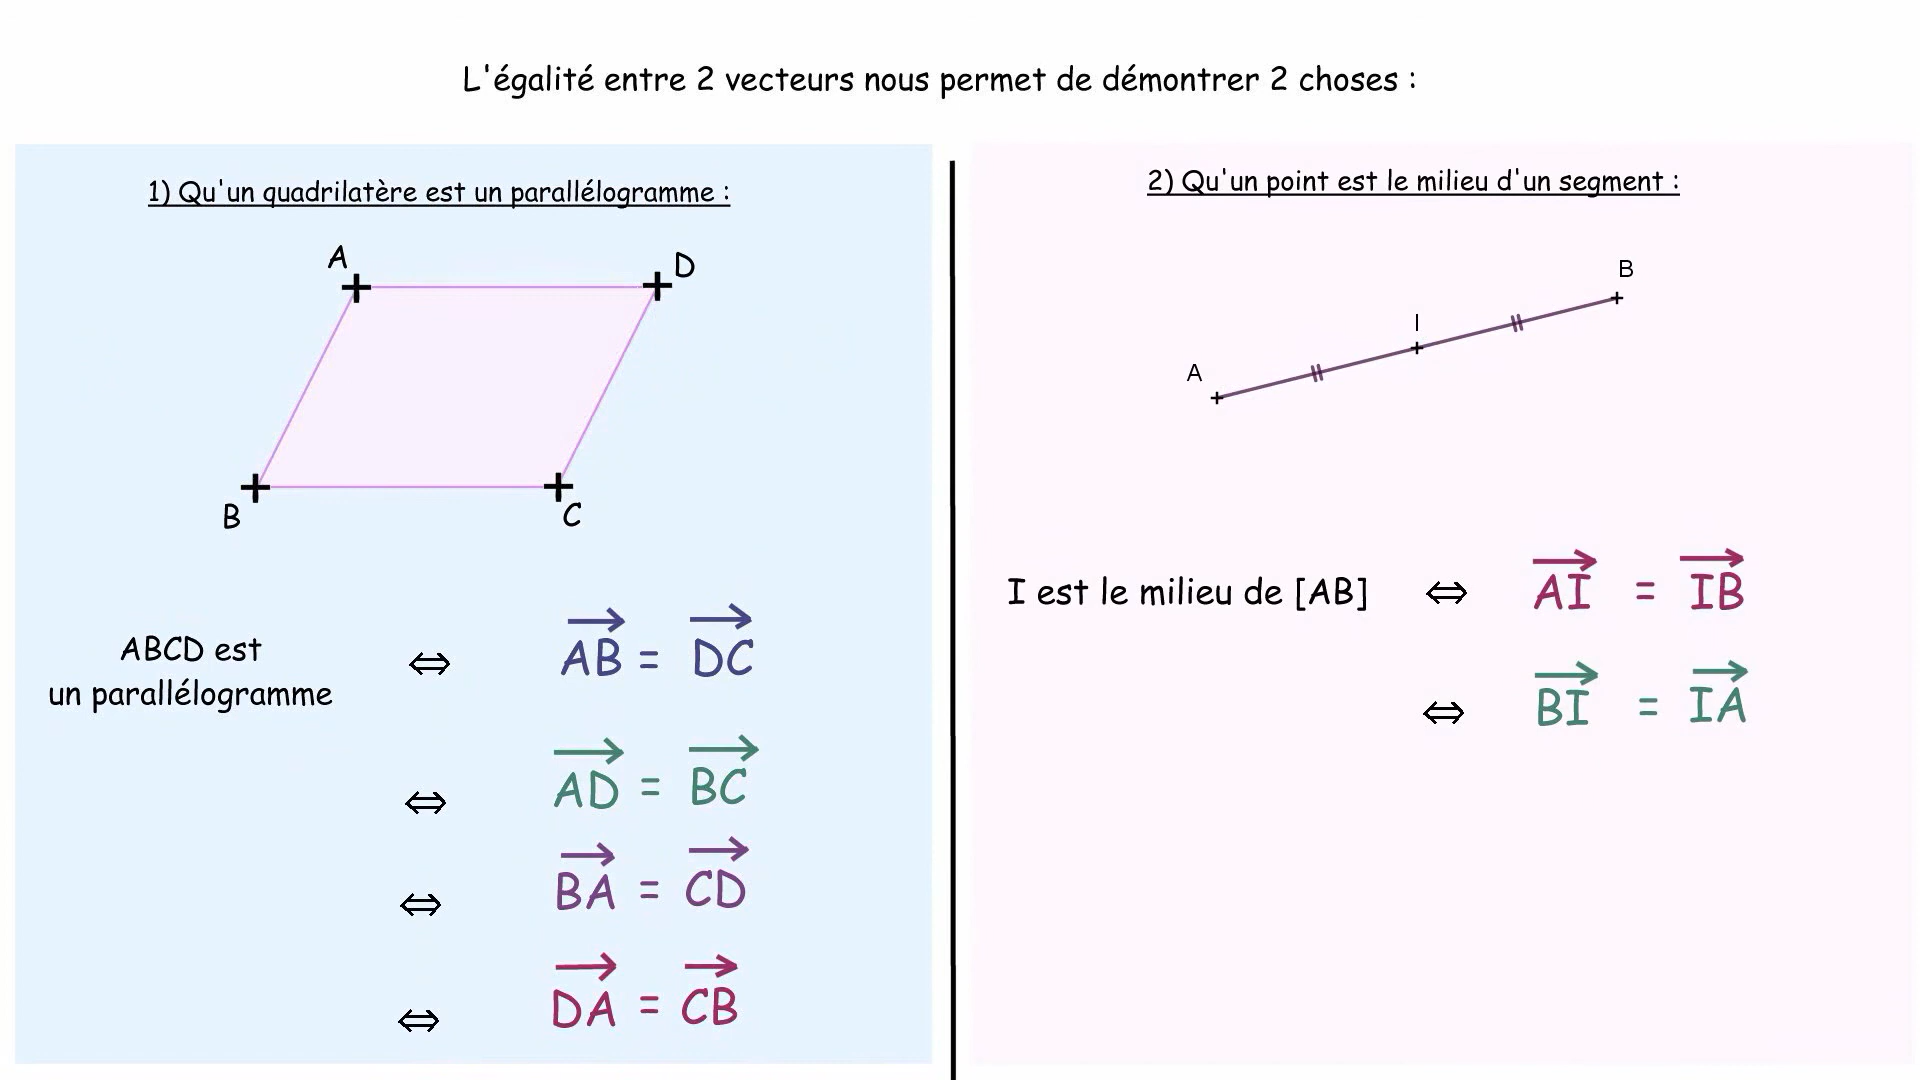 L'égalité entre 2 vecteurs nous permet de démontrer 2 choses :
1) Qu'un quadrilatère est un parallélogramme :
A
D
B
C
ABCD est
un parallélogramme
⇔ AB = DC
⇔ AD = BC
⇔ BA = CD
⇔ DA = CB
2) Qu'un point est le milieu d'un segment :
B
I
A
I est le milieu de [AB] ⇔ AI = IB
⇔ BI = IA